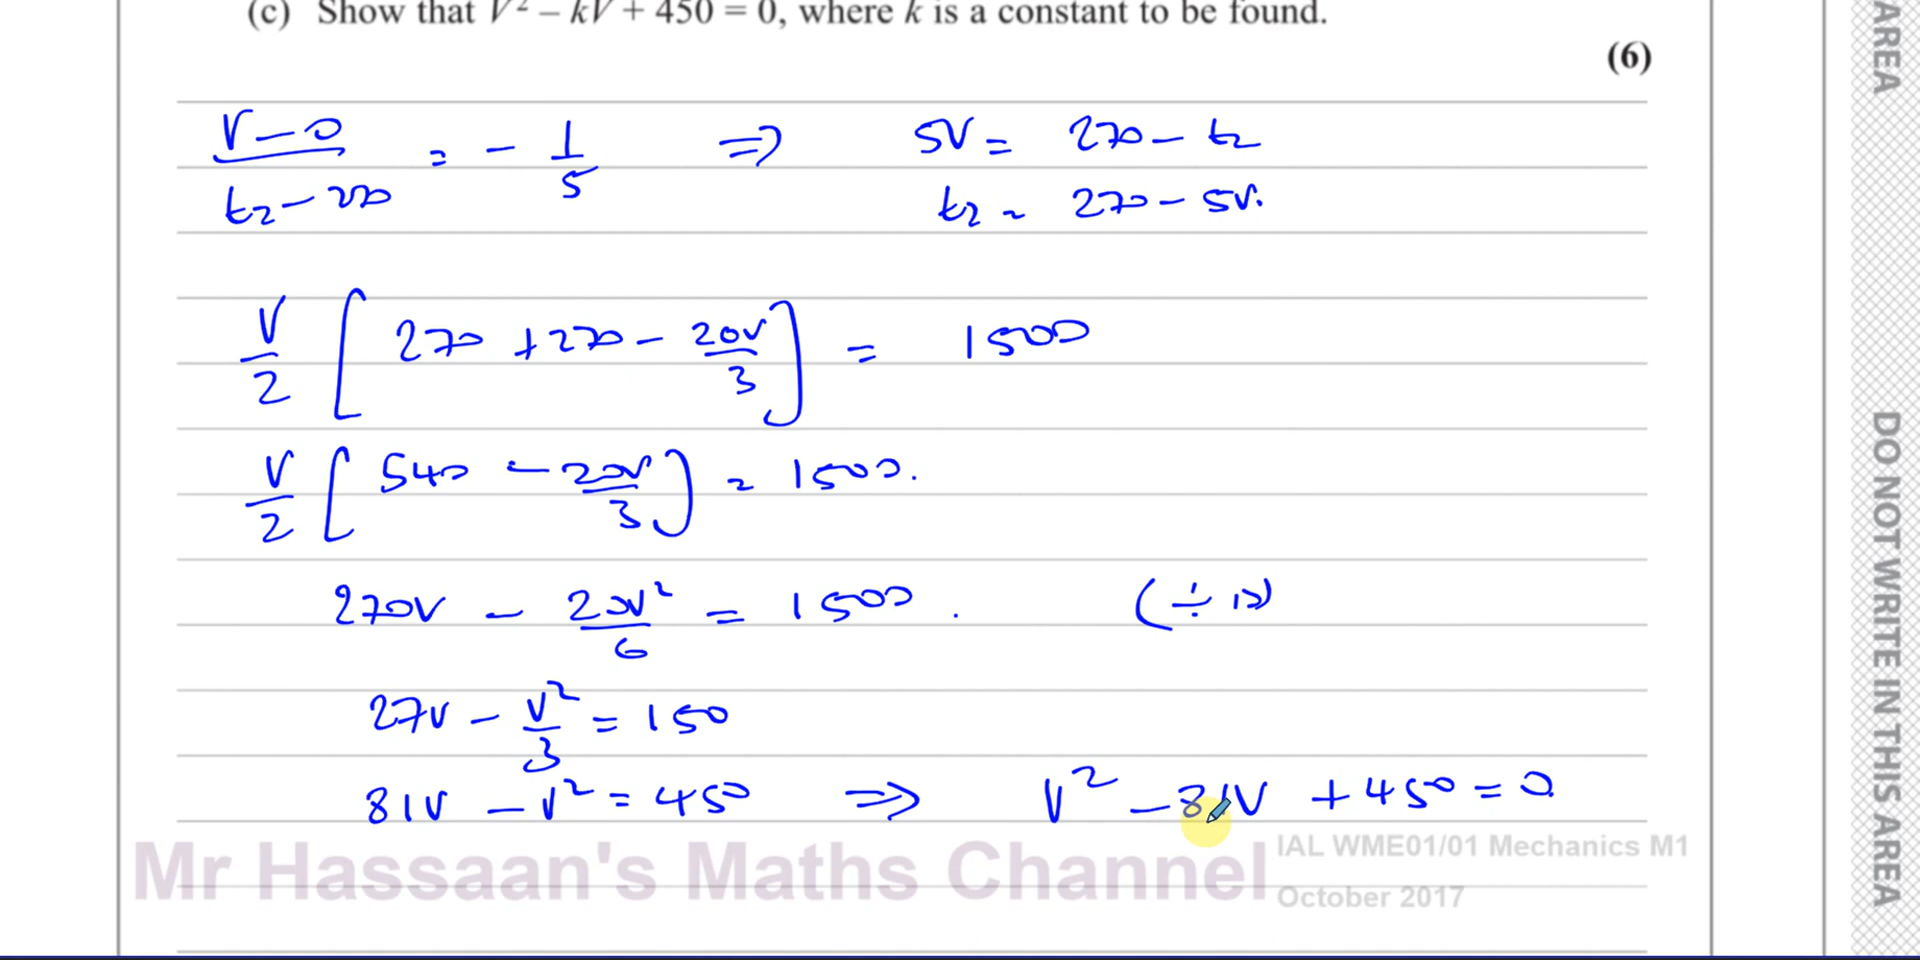 (c) Show that V² – kV + 450 = 0, where k is a constant to be found.
(6)
V – 0 / t₂ – 270 = – 1/5 ⇒ 5V = 270 – t₂
t₂ = 270 – 5V.
V/2 [ 270 + 270 – 20V/3 ] = 1500
V/2 [ 540 – 20V/3 ] = 1500.
270V – 20V²/6 = 1500. (÷ 10)
27V – V²/3 = 150
81V – V² = 450 ⇒ V² – 81V + 450 = 0
Mr Hassaan's Maths Channel
IAL WME01/01 Mechanics M1
October 2017
AREA
DO NOT WRITE IN THIS AREA